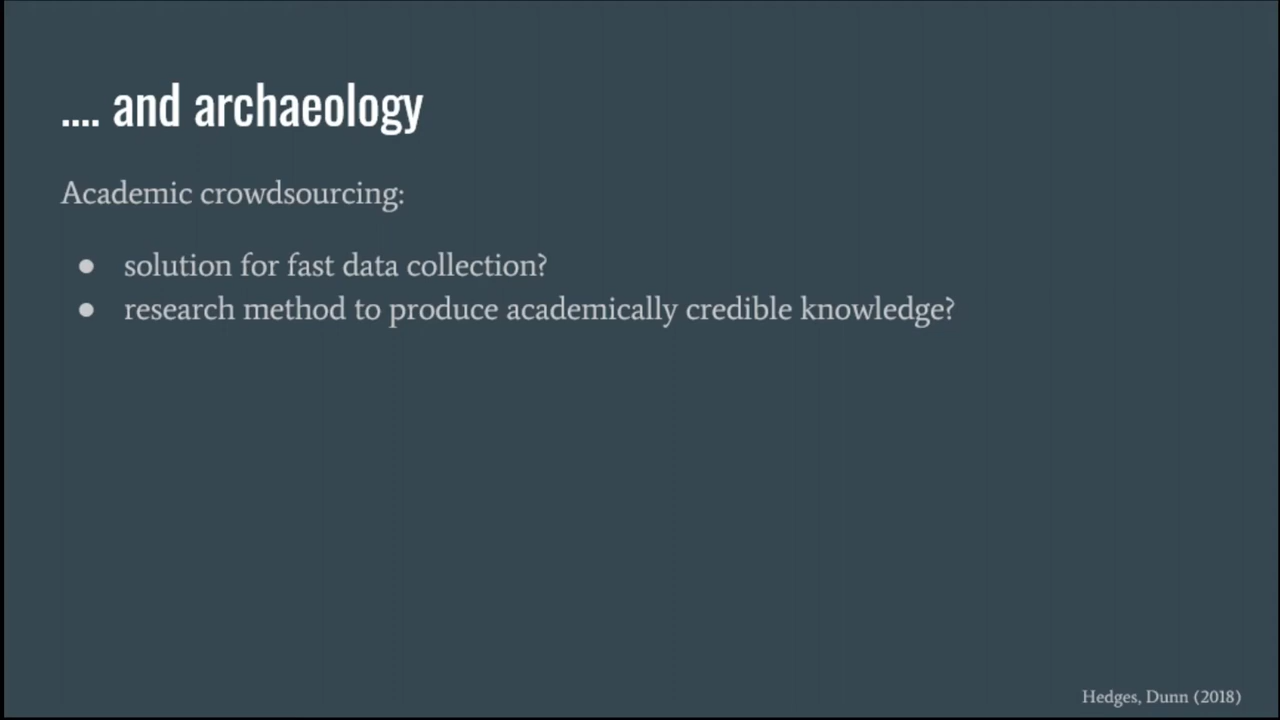 .... and archaeology
Academic crowdsourcing:
● solution for fast data collection?
● research method to produce academically credible knowledge?
Hedges, Dunn (2018)